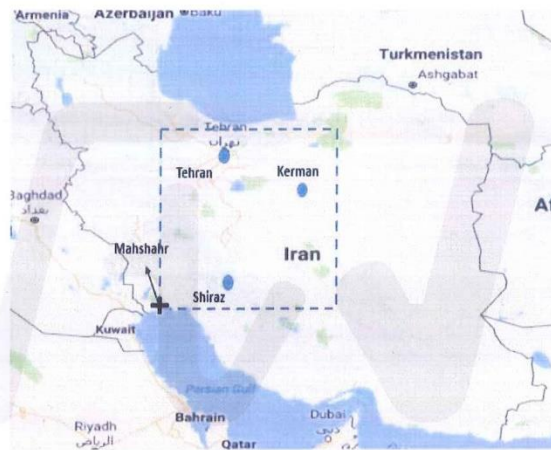 Armenia
Azerbaijan
Baku
Turkmenistan
Ashgabat
Tehran
تهران
Tehran
Kerman
Baghdad
بغداد
Af
Mahshahr
Iran
Shiraz
Kuwait
Persian Gulf
Bahrain
Dubai
دبي
Riyadh
الرياض
Qatar